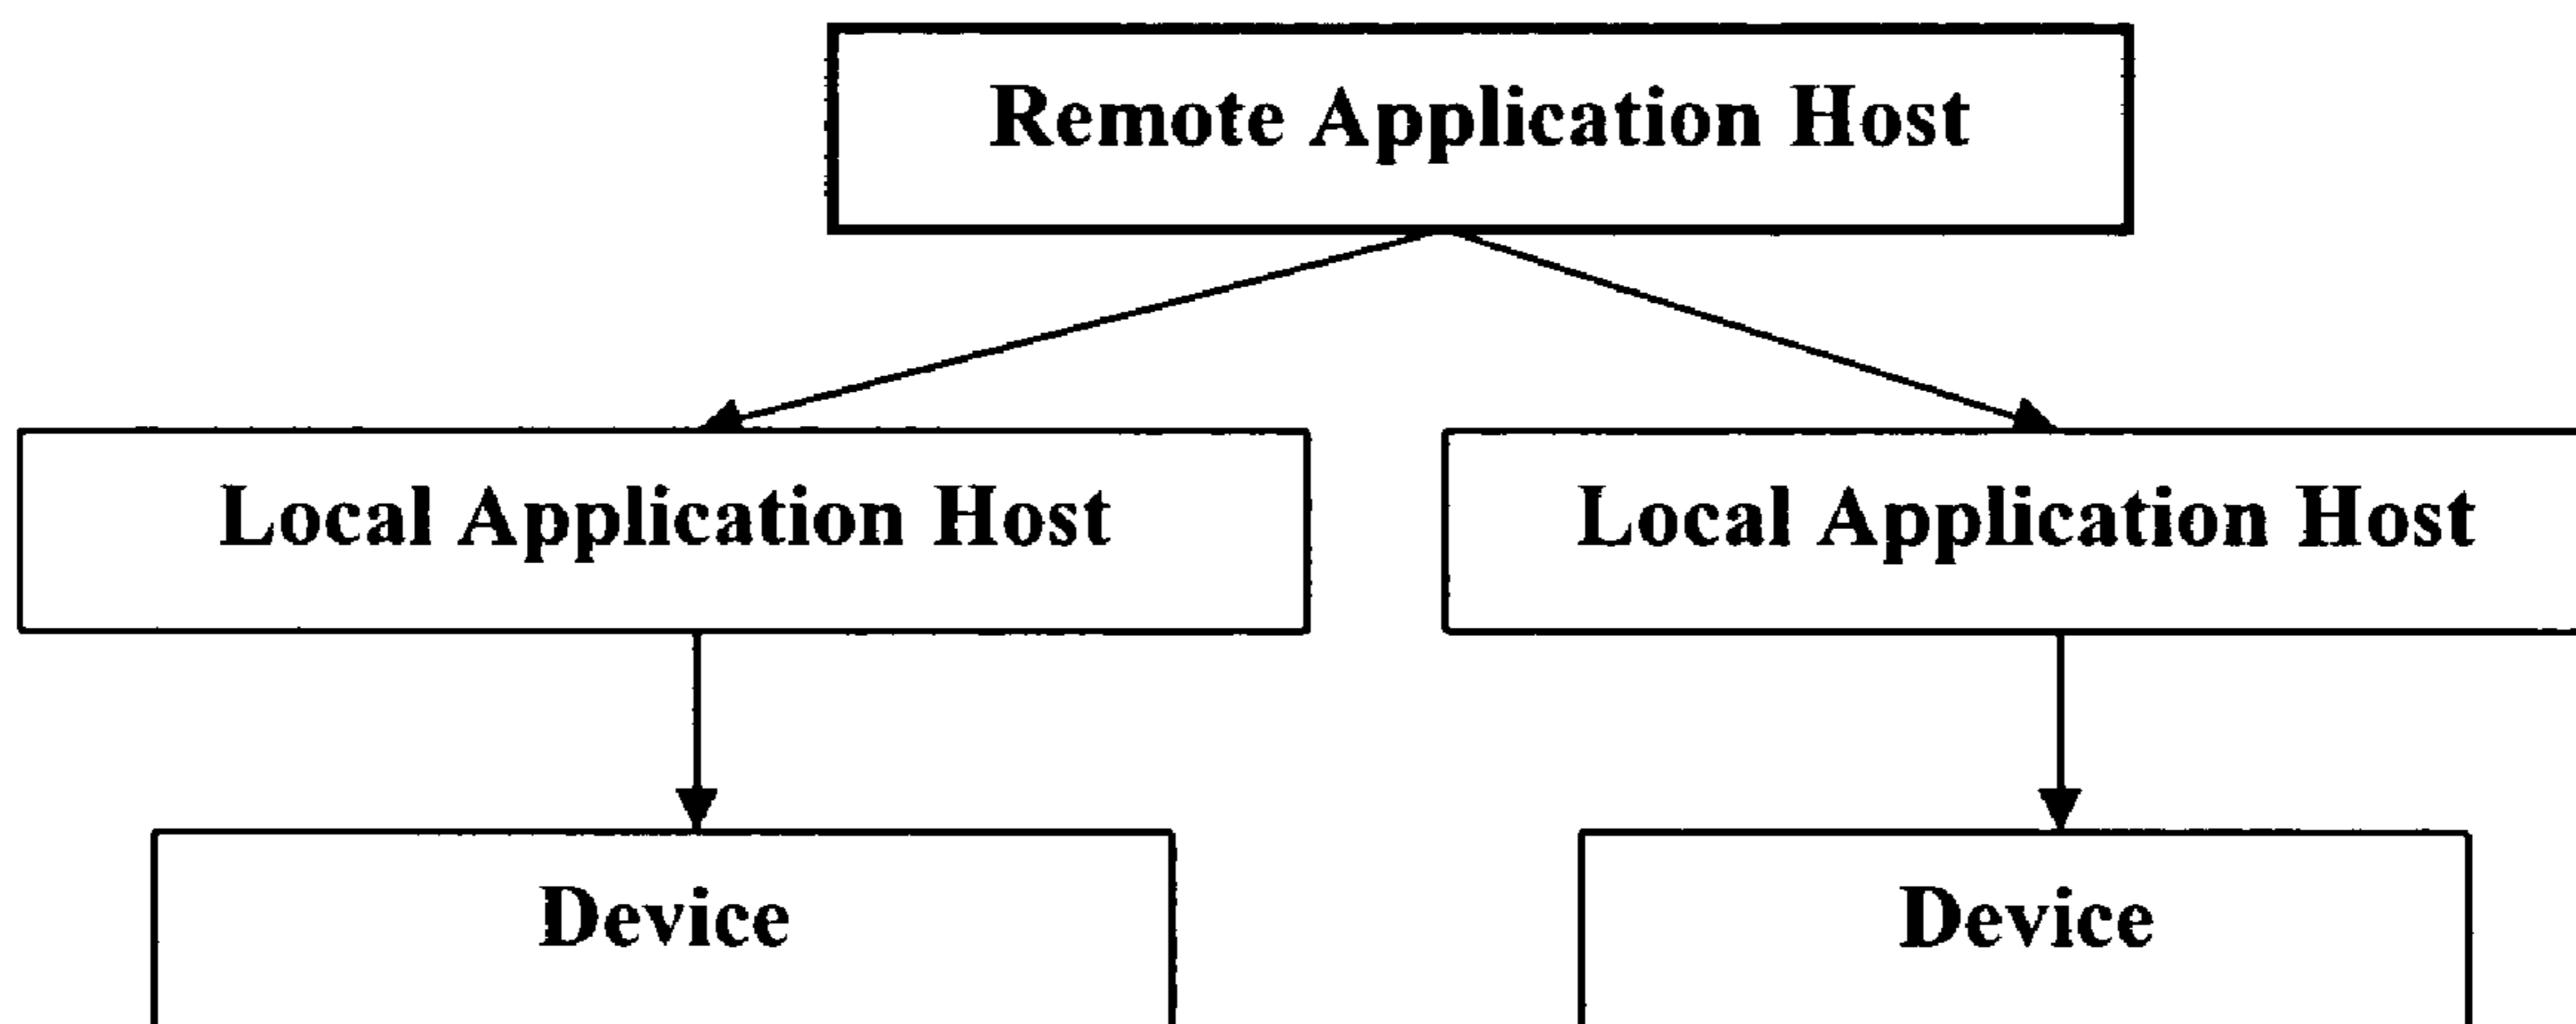 Remote Application Host
Local Application Host
Local Application Host
Device
Device